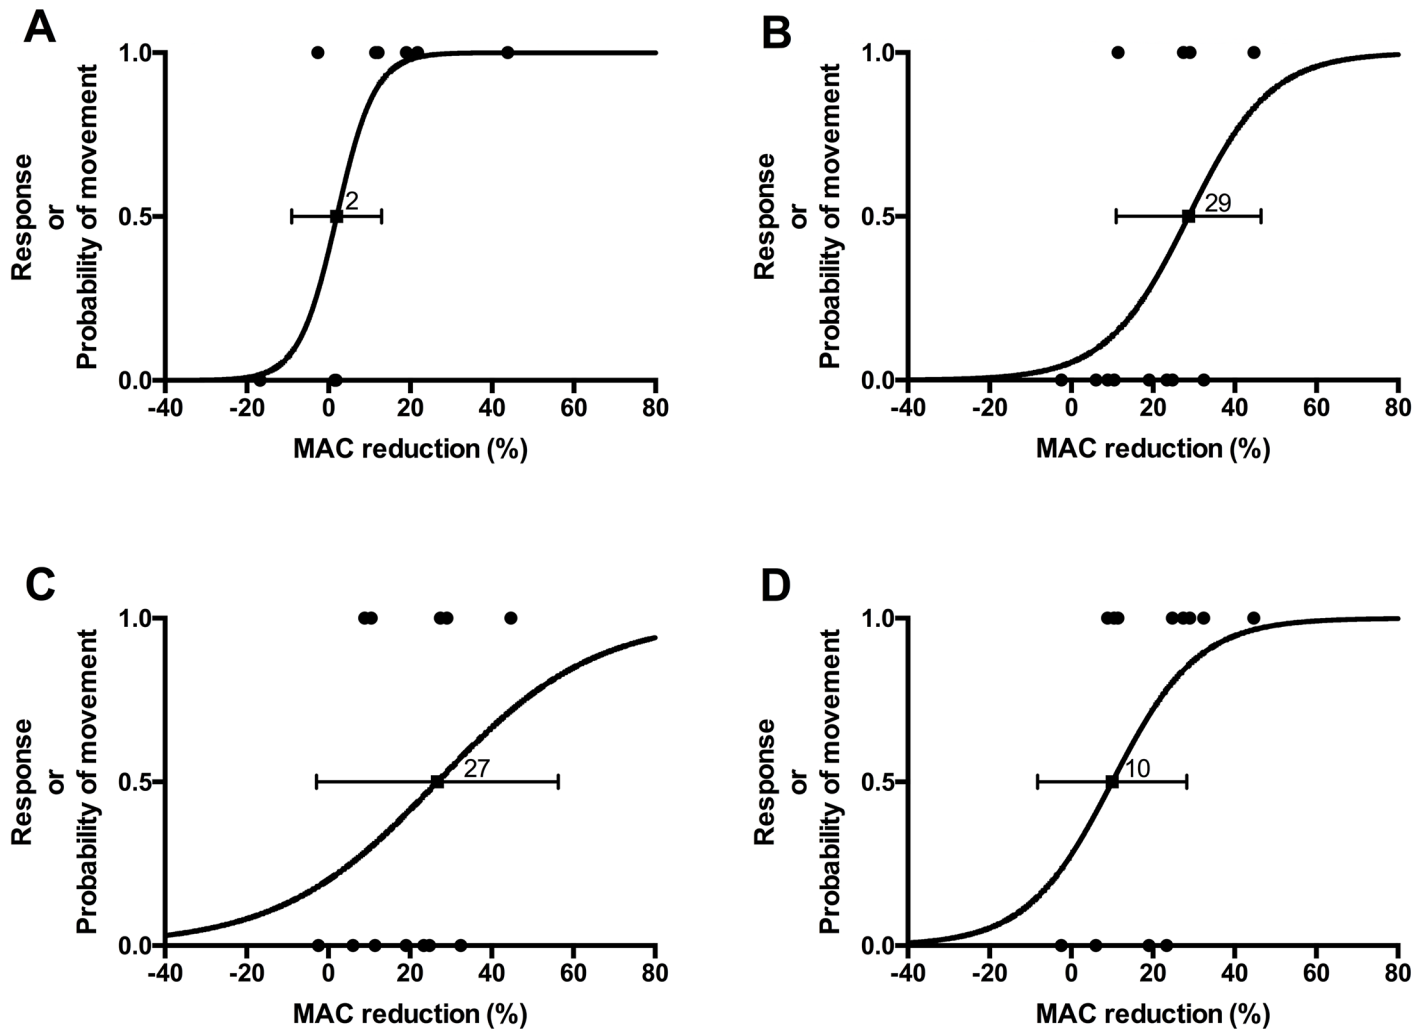 A
Response
or
Probability of movement
1.0
0.5
0.0
2
-40 -20 0 20 40 60 80
MAC reduction (%)
B
Response
or
Probability of movement
1.0
0.5
0.0
29
-40 -20 0 20 40 60 80
MAC reduction (%)
C
Response
or
Probability of movement
1.0
0.5
0.0
27
-40 -20 0 20 40 60 80
MAC reduction (%)
D
Response
or
Probability of movement
1.0
0.5
0.0
10
-40 -20 0 20 40 60 80
MAC reduction (%)